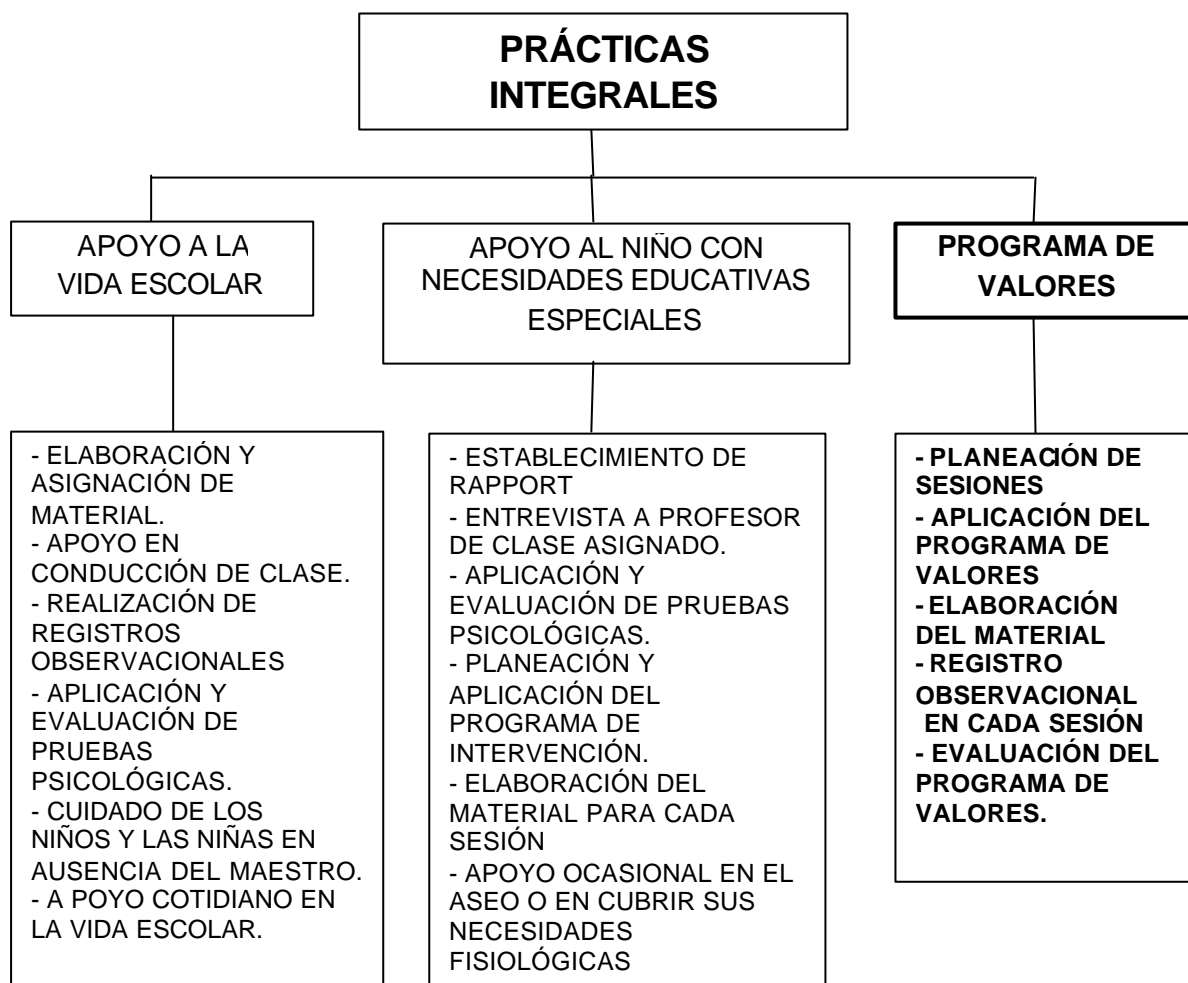 PRÁCTICAS
INTEGRALES
APOYO A LA
VIDA ESCOLAR
APOYO AL NIÑO CON
NECESIDADES EDUCATIVAS
ESPECIALES
PROGRAMA DE
VALORES
- ELABORACIÓN Y
ASIGNACIÓN DE
MATERIAL.
- APOYO EN
CONDUCCIÓN DE CLASE.
- REALIZACIÓN DE
REGISTROS
OBSERVACIONALES
- APLICACIÓN Y
EVALUACIÓN DE
PRUEBAS
PSICOLÓGICAS.
- CUIDADO DE LOS
NIÑOS Y LAS NIÑAS EN
AUSENCIA DEL MAESTRO.
- A POYO COTIDIANO EN
LA VIDA ESCOLAR.
- ESTABLECIMIENTO DE
RAPPORT
- ENTREVISTA A PROFESOR
DE CLASE ASIGNADO.
- APLICACIÓN Y
EVALUACIÓN DE PRUEBAS
PSICOLÓGICAS.
- PLANEACIÓN Y
APLICACIÓN DEL
PROGRAMA DE
INTERVENCIÓN.
- ELABORACIÓN DEL
MATERIAL PARA CADA
SESIÓN
- APOYO OCASIONAL EN EL
ASEO O EN CUBRIR SUS
NECESIDADES
FISIOLÓGICAS
- PLANEACIÓN DE
SESIONES
- APLICACIÓN DEL
PROGRAMA DE
VALORES
- ELABORACIÓN
DEL MATERIAL
- REGISTRO
OBSERVACIONAL
EN CADA SESIÓN
- EVALUACIÓN DEL
PROGRAMA DE
VALORES.